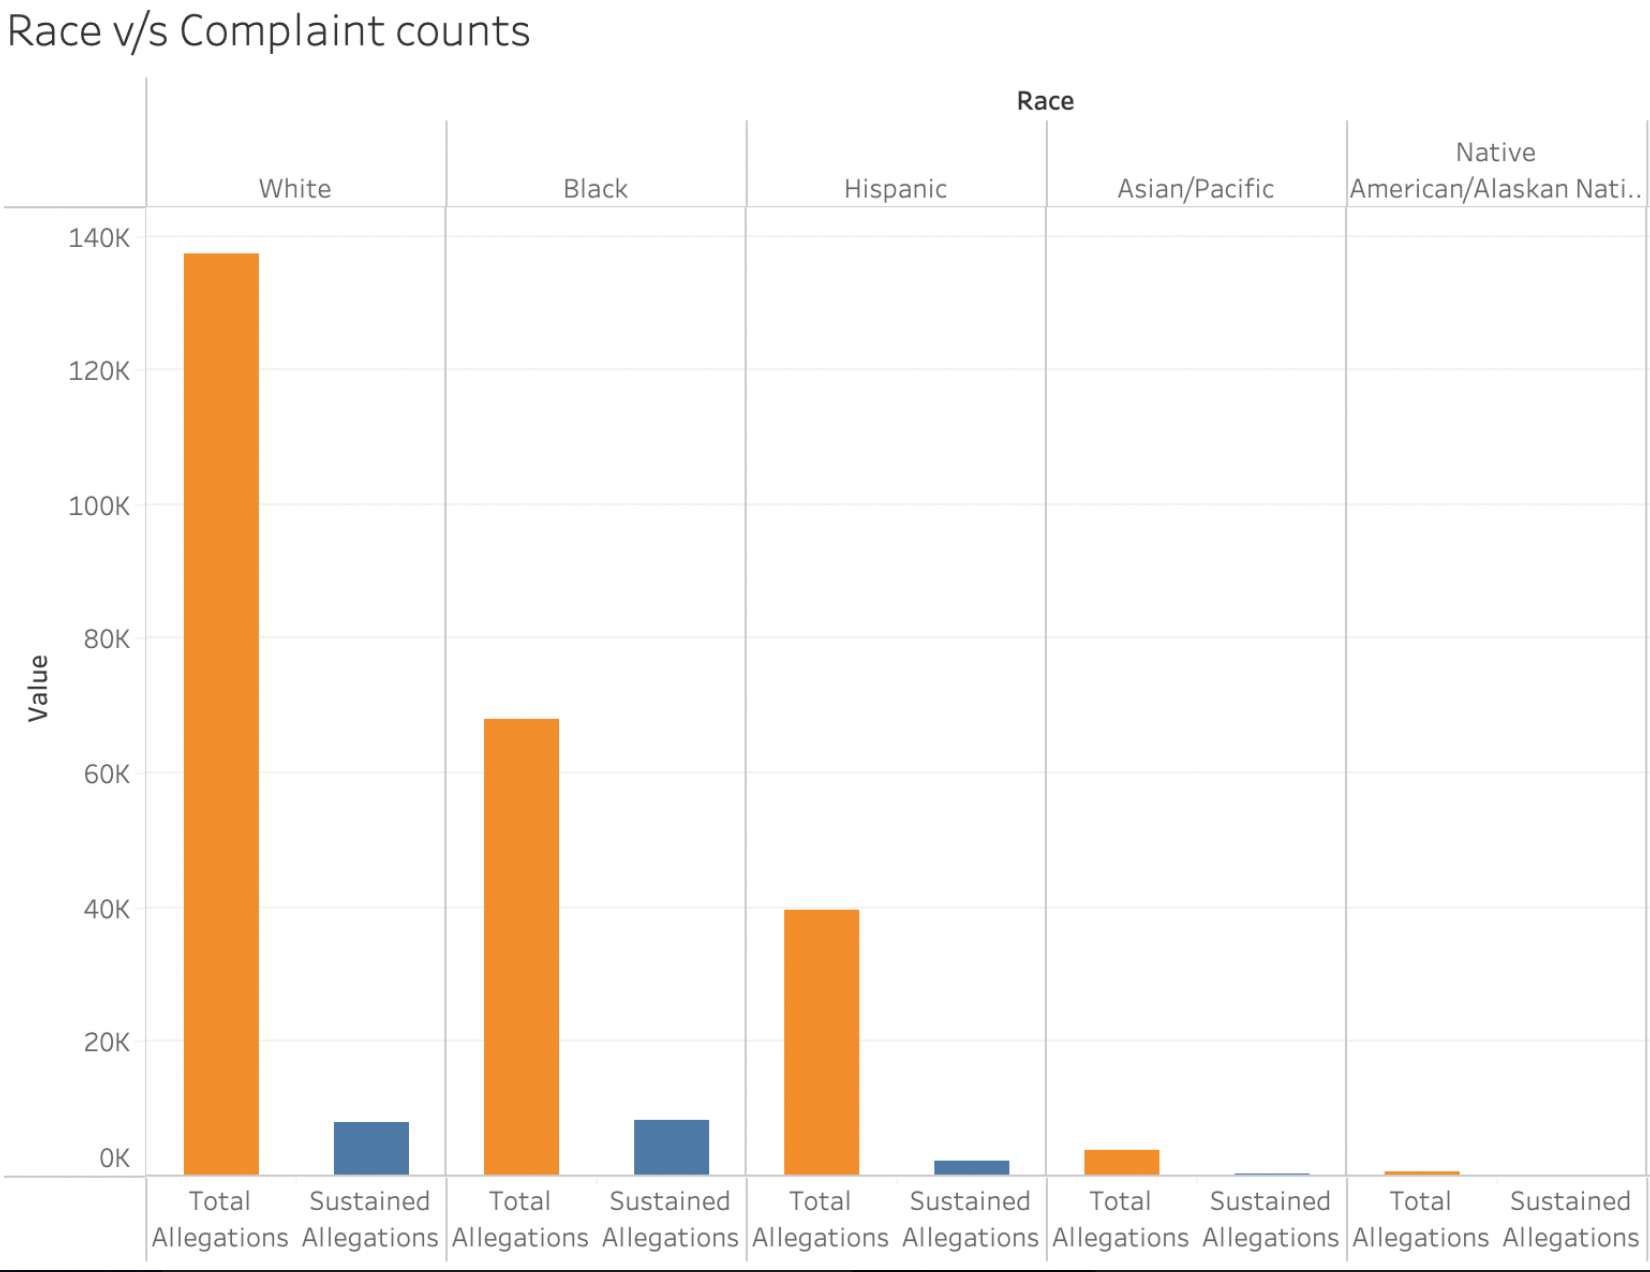 Race v/s Complaint counts
Race
White
Black
Hispanic
Asian/Pacific
Native
American/Alaskan Nati..
140K
120K
100K
80K
60K
40K
20K
0K
Value
Total
Allegations
Sustained
Allegations
Total
Allegations
Sustained
Allegations
Total
Allegations
Sustained
Allegations
Total
Allegations
Sustained
Allegations
Total
Allegations
Sustained
Allegations